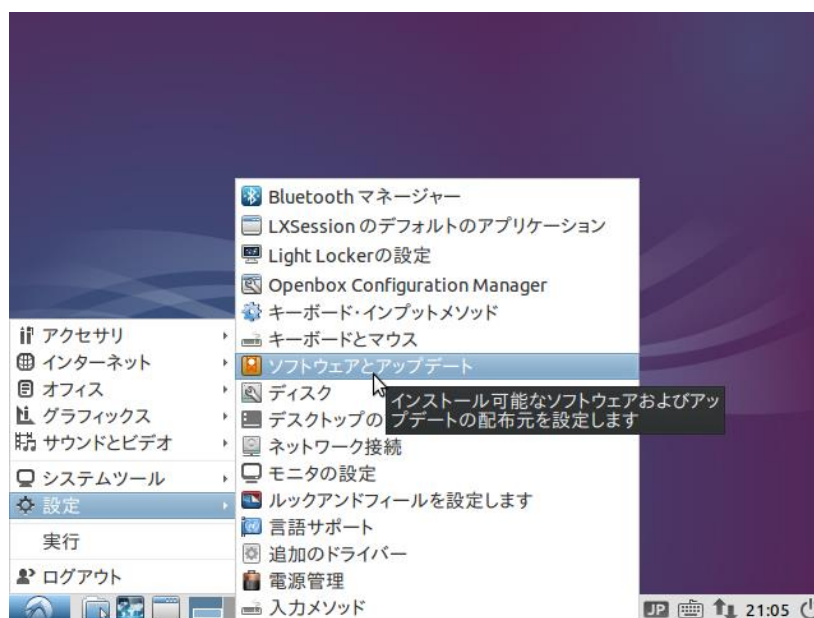 Bluetooth マネージャー
LXSession のデフォルトのアプリケーション
Light Lockerの設定
Openbox Configuration Manager
キーボード・インプットメソッド
キーボードとマウス
ソフトウェアとアップデート
ディスク
デスクトップの
ネットワーク接続
モニタの設定
ルックアンドフィールを設定します
言語サポート
追加のドライバー
電源管理
入力メソッド
インストール可能なソフトウェアおよびアッ
プデートの配布元を設定します
アクセサリ
インターネット
オフィス
グラフィックス
サウンドとビデオ
システムツール
設定
実行
ログアウト
JP
21:05